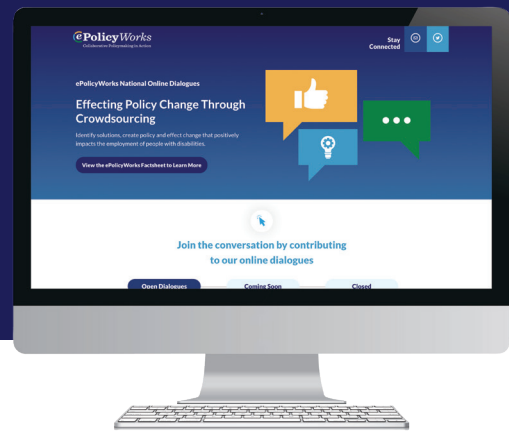 ePolicyWorks
Collaborative Policymaking in Action
Stay
Connected
ePolicyWorks National Online Dialogues
Effecting Policy Change Through
Crowdsourcing
Identify solutions, create policy and effect change that positively
impacts the employment of people with disabilities.
View the ePolicyWorks Factsheet to Learn More
Join the conversation by contributing
to our online dialogues
Open Dialogues
Coming Soon
Closed